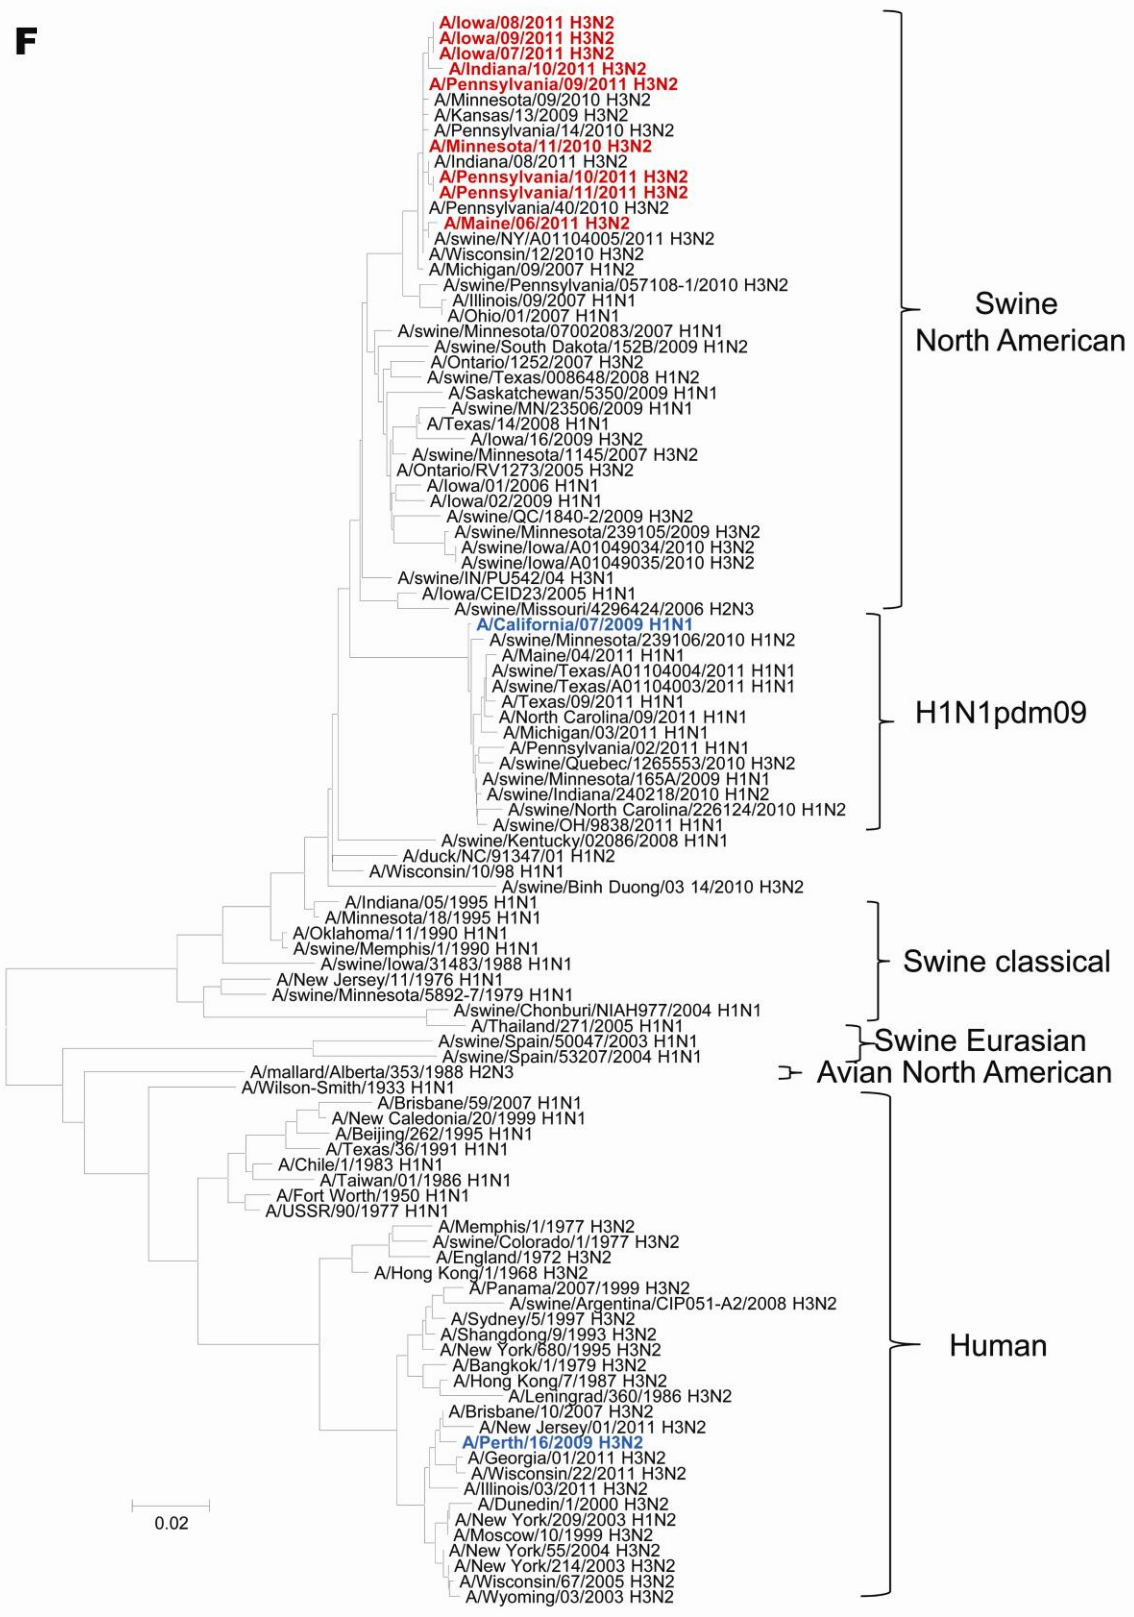 F
A/Iowa/08/2011 H3N2
A/Iowa/09/2011 H3N2
A/Iowa/07/2011 H3N2
A/Indiana/10/2011 H3N2
A/Pennsylvania/09/2011 H3N2
A/Minnesota/09/2010 H3N2
A/Kansas/13/2009 H3N2
A/Pennsylvania/14/2010 H3N2
A/Minnesota/11/2010 H3N2
A/Indiana/08/2011 H3N2
A/Pennsylvania/10/2011 H3N2
A/Pennsylvania/11/2011 H3N2
A/Pennsylvania/40/2010 H3N2
A/Maine/06/2011 H3N2
A/swine/NY/A01104005/2011 H3N2
A/Wisconsin/12/2010 H3N2
A/Michigan/09/2007 H1N2
A/swine/Pennsylvania/057108-1/2010 H3N2
A/Illinois/09/2007 H1N1
A/Ohio/01/2007 H1N1
A/swine/Minnesota/07002083/2007 H1N1
A/swine/South Dakota/152B/2009 H1N2
A/Ontario/1252/2007 H3N2
A/swine/Texas/008648/2008 H1N2
A/Saskatchewan/5350/2009 H1N1
A/swine/MN/23506/2009 H1N1
A/Texas/14/2008 H1N1
A/Iowa/16/2009 H3N2
A/swine/Minnesota/1145/2007 H3N2
A/Ontario/RV1273/2005 H3N2
A/Iowa/01/2006 H1N1
A/Iowa/02/2009 H1N1
A/swine/QC/1840-2/2009 H3N2
A/swine/Minnesota/239105/2009 H3N2
A/swine/Iowa/A01049034/2010 H3N2
A/swine/Iowa/A01049035/2010 H3N2
A/swine/IN/PU542/04 H3N1
A/Iowa/CEID23/2005 H1N1
A/swine/Missouri/4296424/2006 H2N3
Swine
North American
A/California/07/2009 H1N1
A/swine/Minnesota/239106/2010 H1N2
A/Maine/04/2011 H1N1
A/swine/Texas/A01104004/2011 H1N1
A/swine/Texas/A01104003/2011 H1N1
A/Texas/09/2011 H1N1
A/North Carolina/09/2011 H1N1
A/Michigan/03/2011 H1N1
A/Pennsylvania/02/2011 H1N1
A/swine/Quebec/1265553/2010 H3N2
A/swine/Minnesota/165A/2009 H1N1
A/swine/Indiana/240218/2010 H1N2
A/swine/North Carolina/226124/2010 H1N2
A/swine/OH/9838/2011 H1N1
H1N1pdm09
A/swine/Kentucky/02086/2008 H1N1
A/duck/NC/91347/01 H1N2
A/Wisconsin/10/98 H1N1
A/swine/Binh Duong/03 14/2010 H3N2
A/Indiana/05/1995 H1N1
A/Minnesota/18/1995 H1N1
A/Oklahoma/11/1990 H1N1
A/swine/Memphis/1/1990 H1N1
A/swine/Iowa/31483/1988 H1N1
A/New Jersey/11/1976 H1N1
A/swine/Minnesota/5892-7/1979 H1N1
A/swine/Chonburi/NIAH977/2004 H1N1
A/Thailand/271/2005 H1N1
Swine classical
A/swine/Spain/50047/2003 H1N1
A/swine/Spain/53207/2004 H1N1
Swine Eurasian
A/mallard/Alberta/353/1988 H2N3
Avian North American
A/Wilson-Smith/1933 H1N1
A/Brisbane/59/2007 H1N1
A/New Caledonia/20/1999 H1N1
A/Beijing/262/1995 H1N1
A/Texas/36/1991 H1N1
A/Chile/1/1983 H1N1
A/Taiwan/01/1986 H1N1
A/Fort Worth/1950 H1N1
A/USSR/90/1977 H1N1
A/Memphis/1/1977 H3N2
A/swine/Colorado/1/1977 H3N2
A/England/1972 H3N2
A/Hong Kong/1/1968 H3N2
A/Panama/2007/1999 H3N2
A/swine/Argentina/CIP051-A2/2008 H3N2
A/Sydney/5/1997 H3N2
A/Shangdong/9/1993 H3N2
A/New York/680/1995 H3N2
A/Bangkok/1/1979 H3N2
A/Hong Kong/7/1987 H3N2
A/Leningrad/360/1986 H3N2
A/Brisbane/10/2007 H3N2
A/New Jersey/01/2011 H3N2
A/Perth/16/2009 H3N2
A/Georgia/01/2011 H3N2
A/Wisconsin/22/2011 H3N2
A/Illinois/03/2011 H3N2
A/Dunedin/1/2000 H3N2
A/New York/209/2003 H1N2
A/Moscow/10/1999 H3N2
A/New York/55/2004 H3N2
A/New York/214/2003 H3N2
A/Wisconsin/67/2005 H3N2
A/Wyoming/03/2003 H3N2
Human
0.02